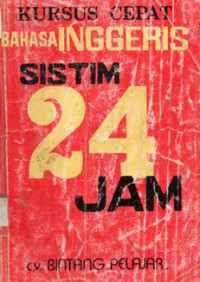 KURSUS CEPAT
BAHASA INGGERIS
SISTIM
24
JAM
C.V. "BINTANG PELAJAR"